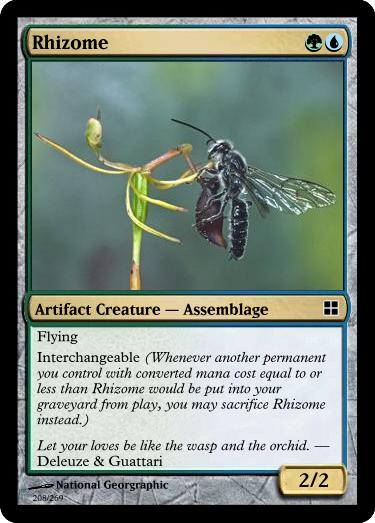 Rhizome
Artifact Creature — Assemblage
Flying
Interchangeable (Whenever another permanent
you control with converted mana cost equal to or
less than Rhizome would be put into your
graveyard from play, you may sacrifice Rhizome
instead.)
Let your loves be like the wasp and the orchid. —
Deleuze & Guattari
2/2
National Georgraphic
208/269